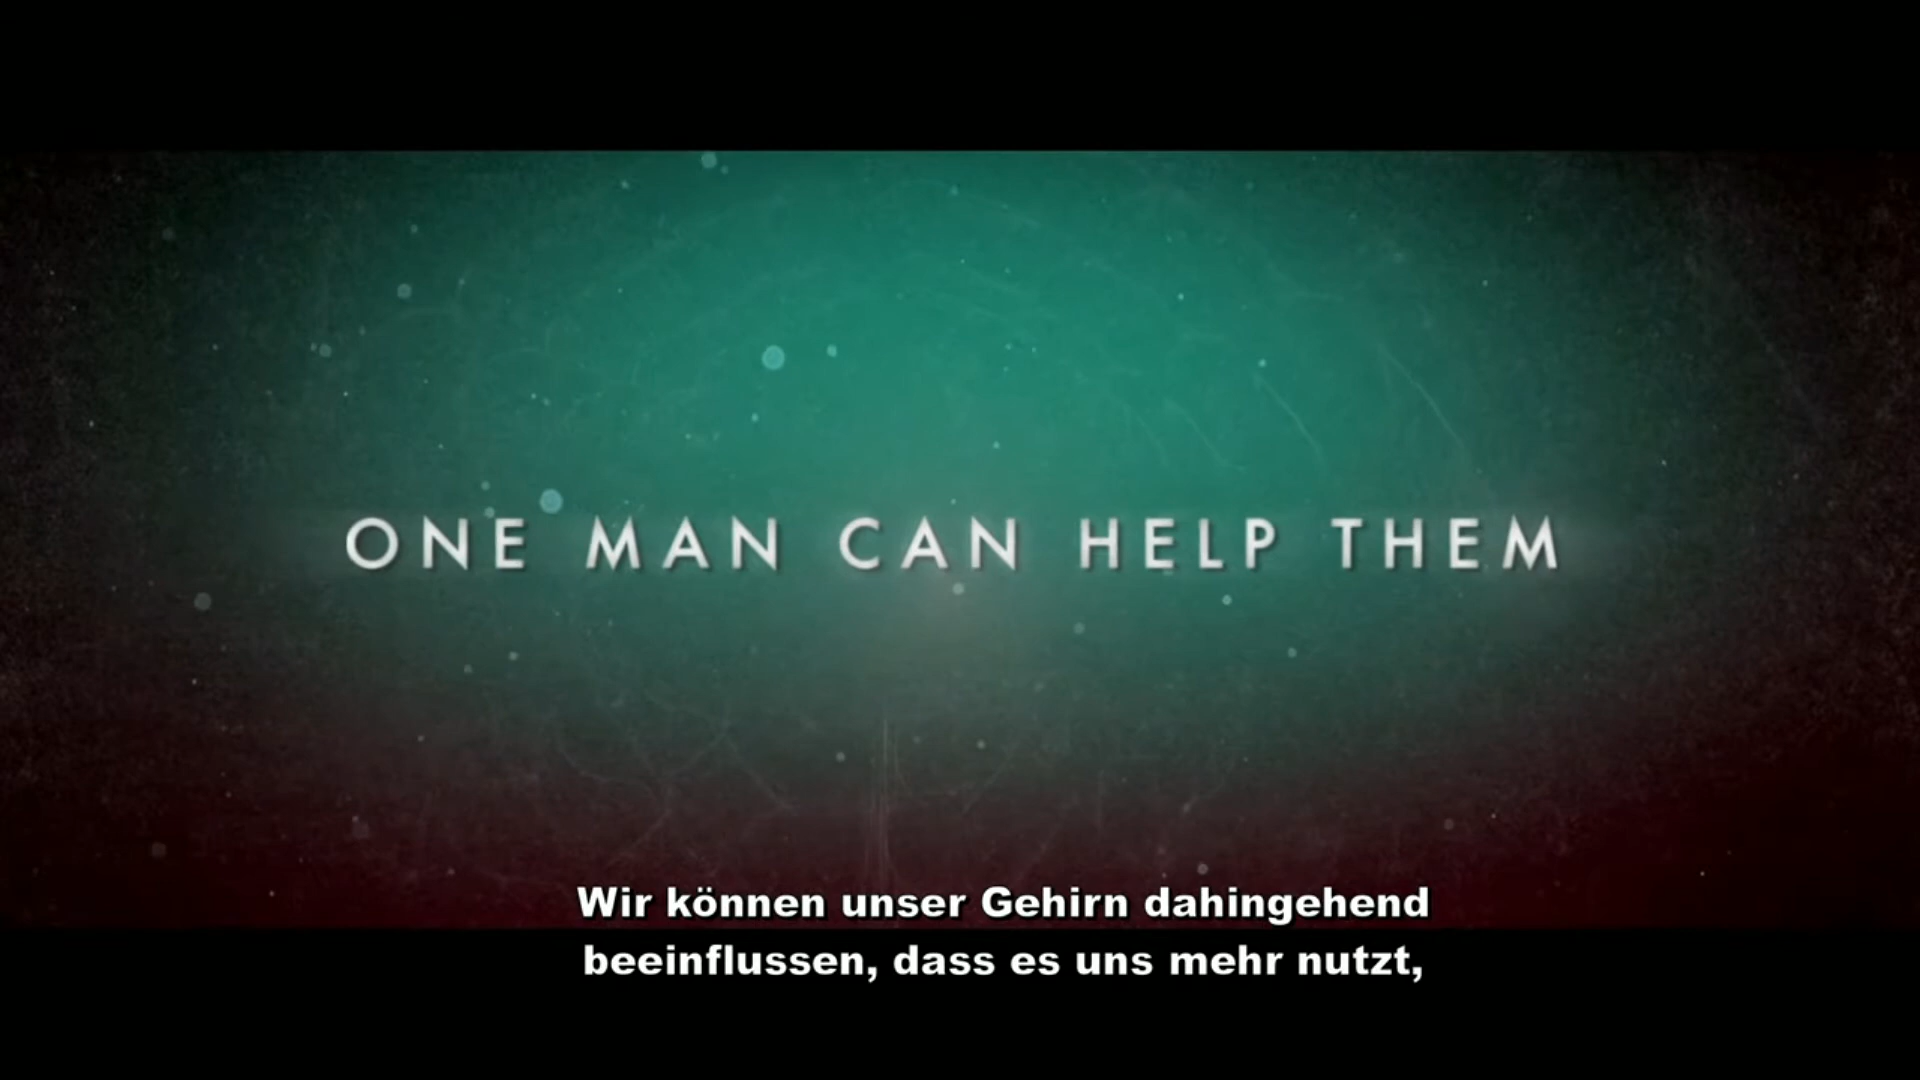 ONE MAN CAN HELP THEM
Wir können unser Gehirn dahingehend
beeinflussen, dass es uns mehr nutzt,